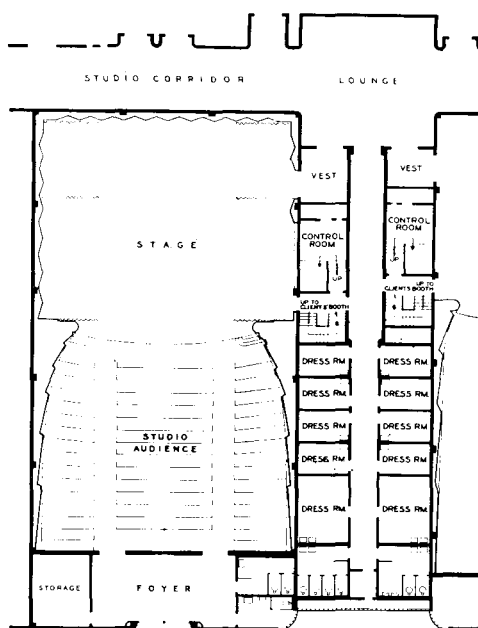 STUDIO CORRIDOR
LOUNGE
VEST
VEST
STAGE
CONTROL
ROOM
UP
CONTROL
ROOM
UP
UP TO
CLIENTS BOOTH
UP TO
CLIENTS BOOTH
DRESS RM.
DRESS RM.
DRESS RM.
DRESS RM.
DRESS RM.
DRESS RM.
STUDIO
AUDIENCE
DRESS RM.
DRESS RM.
DRESS RM.
DRESS RM.
STORAGE
FOYER